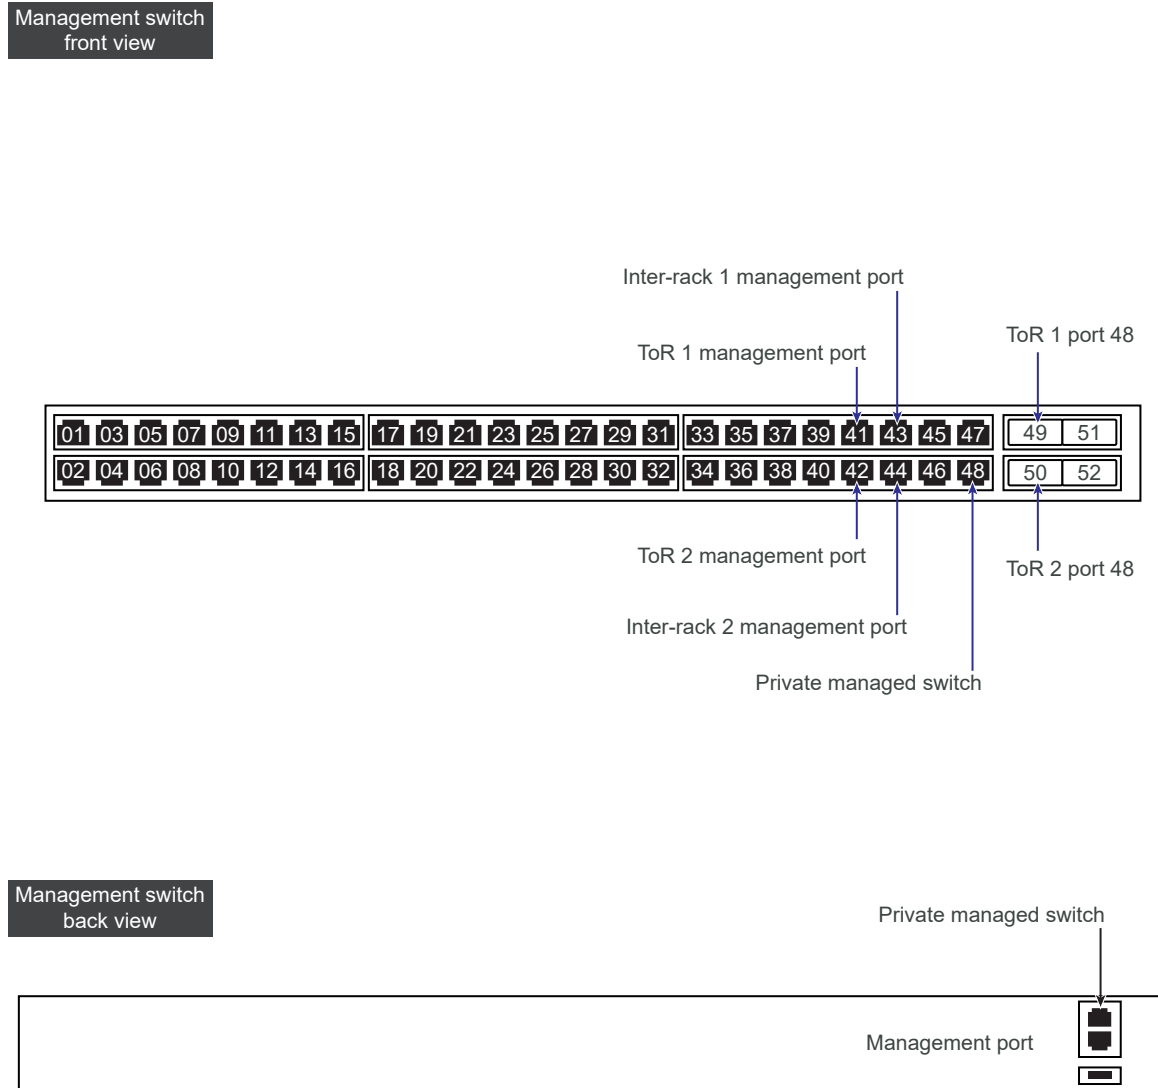 Management switch
front view
Inter-rack 1 management port
ToR 1 port 48
ToR 1 management port
01 03 05 07 09 11 13 15 17 19 21 23 25 27 29 31 33 35 37 39 41 43 45 47 49 51
02 04 06 08 10 12 14 16 18 20 22 24 26 28 30 32 34 36 38 40 42 44 46 48 50 52
ToR 2 management port
ToR 2 port 48
Inter-rack 2 management port
Private managed switch
Management switch
back view
Private managed switch
Management port